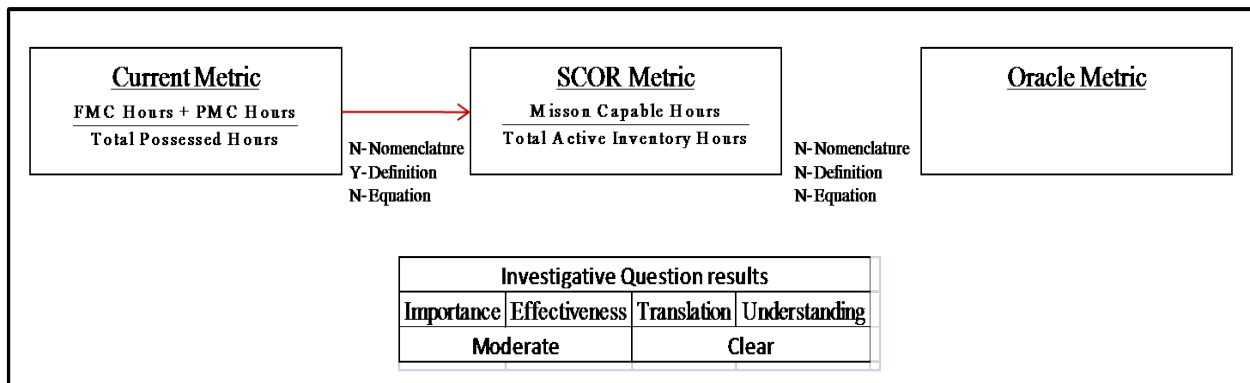 Current Metric
FMC Hours + PMC Hours
Total Possessed Hours
N-Nomenclature
Y-Definition
N-Equation
SCOR Metric
Misson Capable Hours
Total Active Inventory Hours
N-Nomenclature
N-Definition
N-Equation
Oracle Metric
Investigative Question results
Importance Effectiveness Translation Understanding
Moderate Clear